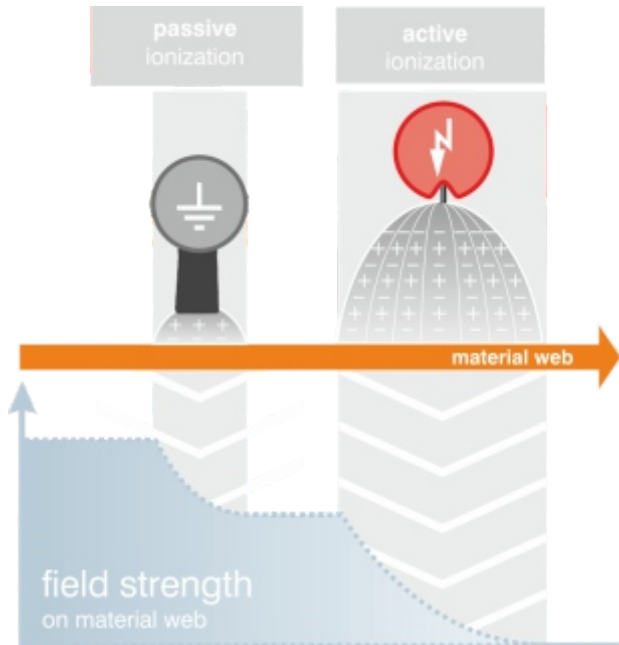 passive
ionization
active
ionization
material web
field strength
on material web